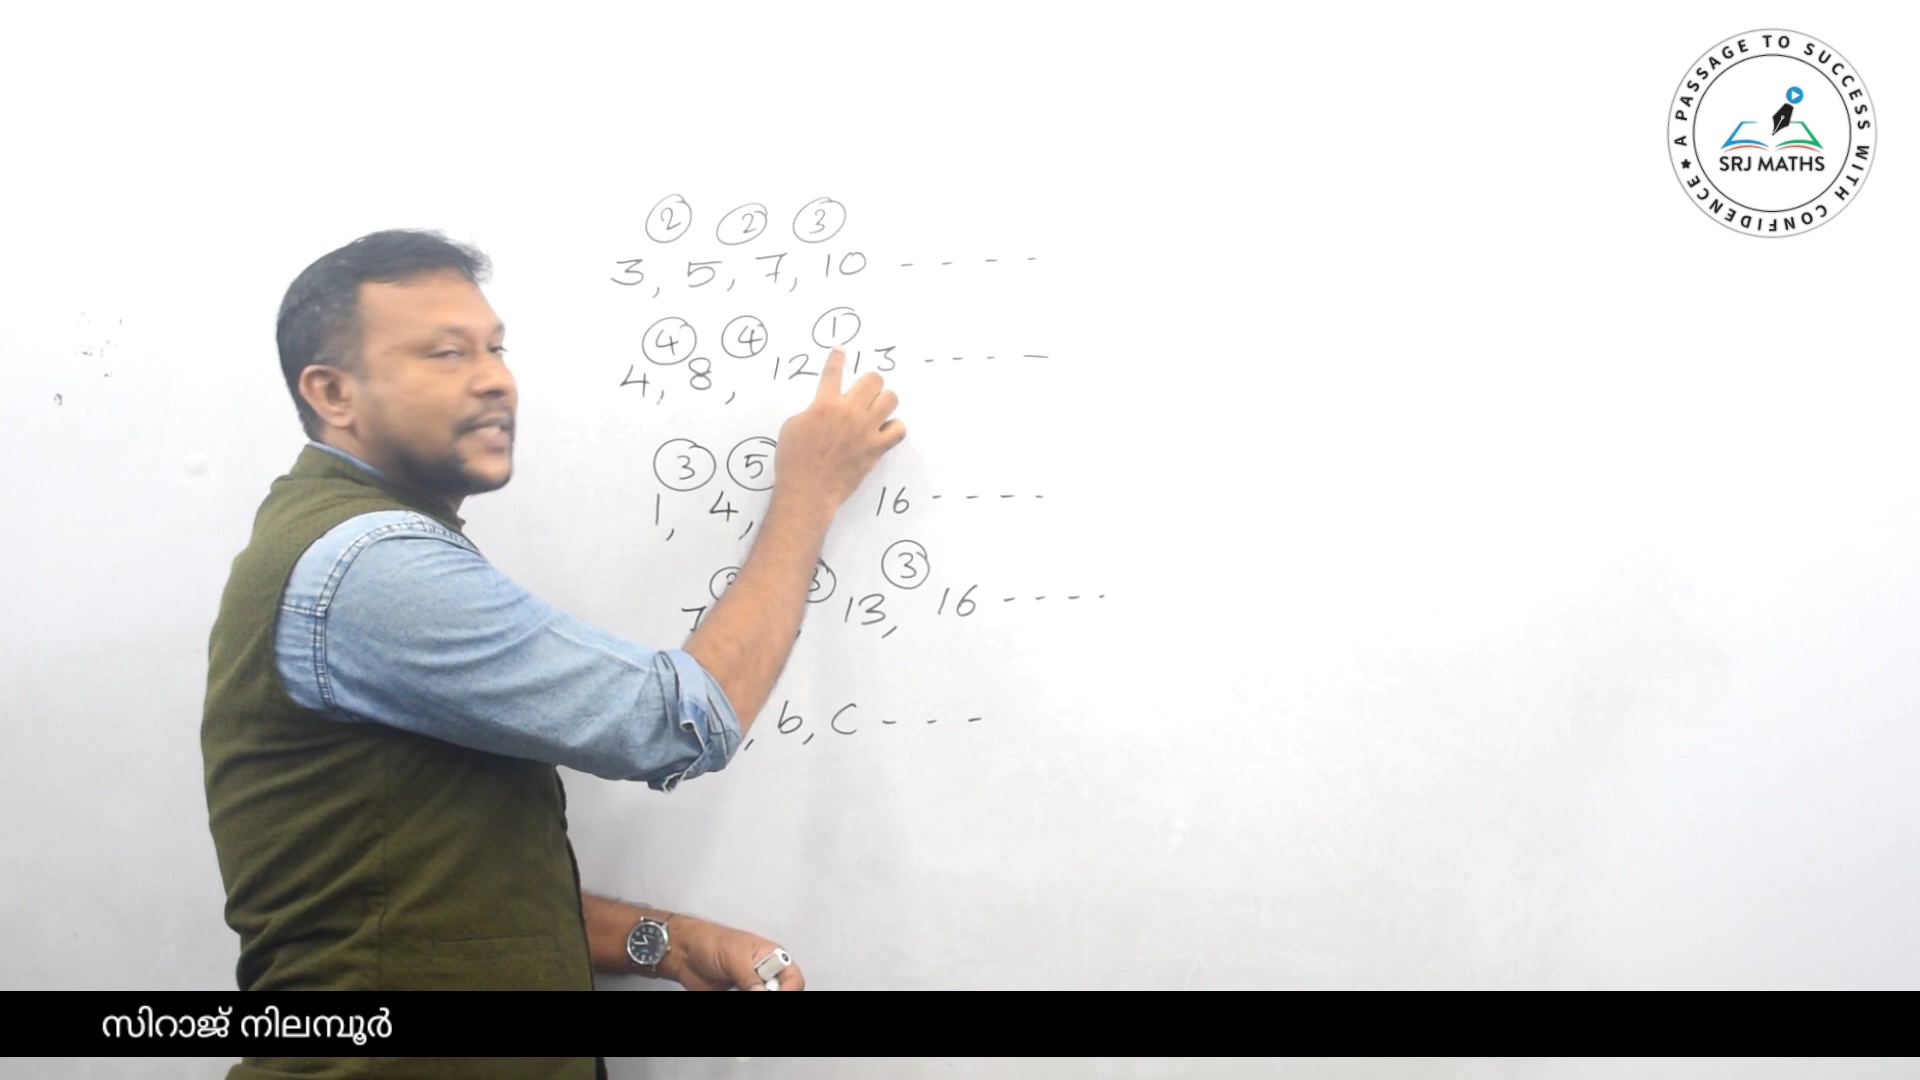 A PASSAGE TO SUCCESS WITH CONFIDENCE
SRJ MATHS
2 2 3
3, 5, 7, 10 - - - -
4 4 1
4, 8, 12 13 - - - -
3 5
1, 4, 16 - - - -
3 3
7 , 13, 16 - - - -
, b, c - - -
സിറാജ് നിലമ്പൂർ